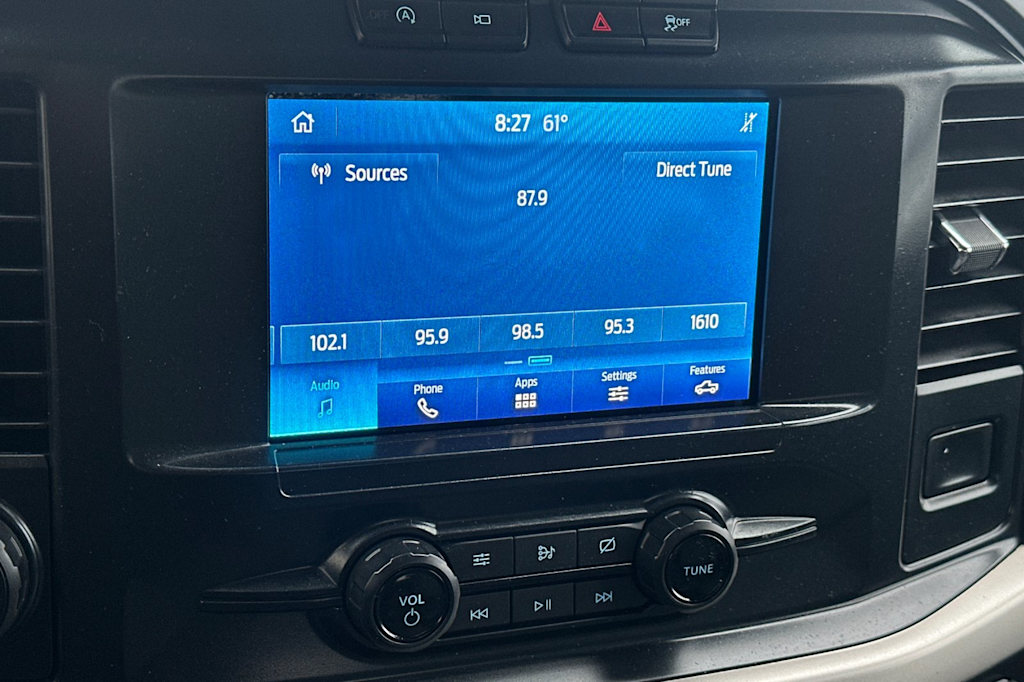 OFF A
OFF
8:27 61°
Sources
Direct Tune
87.9
102.1 95.9 98.5 95.3 1610
Audio Phone Apps Settings Features
VOL
TUNE